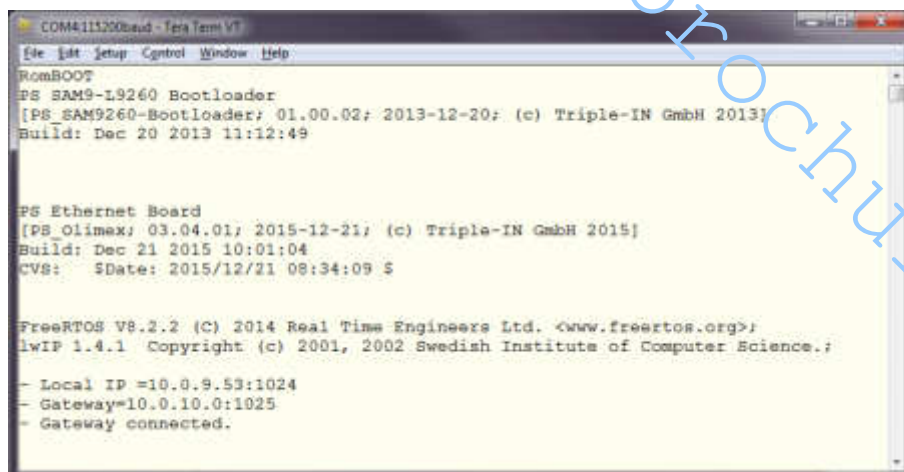 COM4:115200baud - Tera Term VT
File Edit Setup Control Window Help
RomBOOT
PS SAM9-L9260 Bootloader
[PS_SAM9260-Bootloader; 01.00.02; 2013-12-20; (c) Triple-IN GmbH 2013]
Build: Dec 20 2013 11:12:49
PS Ethernet Board
[PS_Olimex; 03.04.01; 2015-12-21; (c) Triple-IN GmbH 2015]
Build: Dec 21 2015 10:01:04
CVS: $Date: 2015/12/21 08:34:09 $
FreeRTOS V8.2.2 (C) 2014 Real Time Engineers Ltd. <www.freertos.org>;
lwIP 1.4.1 Copyright (c) 2001, 2002 Swedish Institute of Computer Science.;
- Local IP =10.0.9.53:1024
- Gateway=10.0.10.0:1025
- Gateway connected.